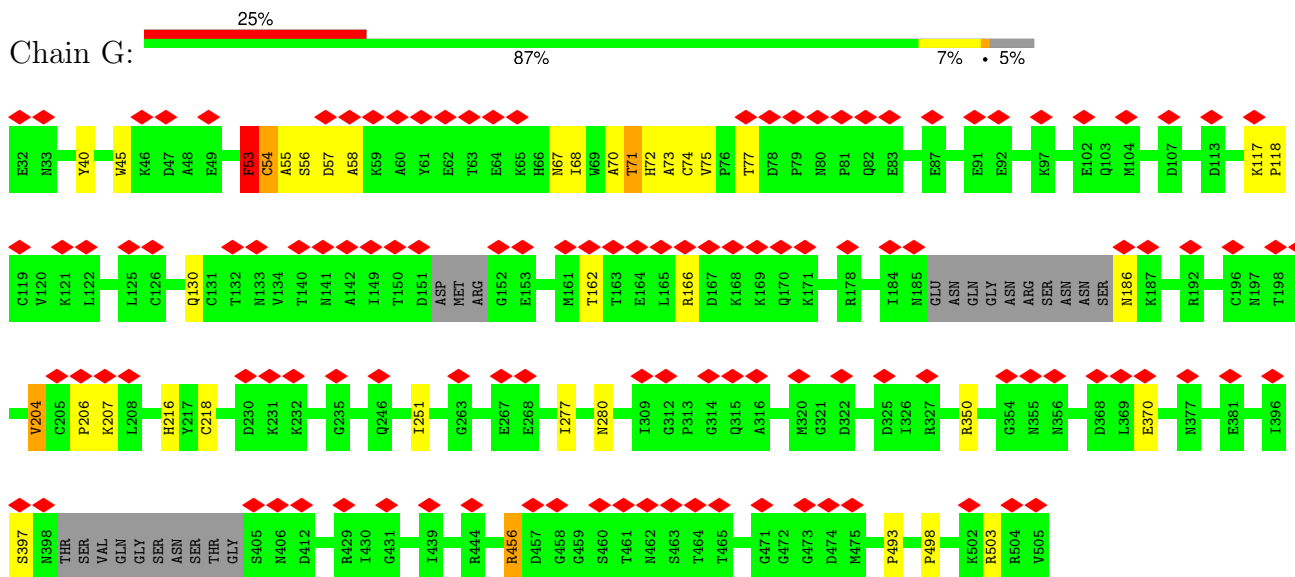 25%
Chain G:
87% 7% • 5%
E32 N33 Y40 W45 K46 D47 A48 E49 F53 C54 A55 S56 D57 A58 K59 A60 Y61 E62 T63 E64 K65 H66 N67 I68 W69 A70 T71 H72 A73 C74 V75 P76 T77 D78 P79 N80 P81 Q82 E83 E87 E91 E92 K97 E102 Q103 M104 D107 D113 K117 P118
C119 V120 K121 L122 L125 C126 Q130 C131 T132 N133 V134 T140 N141 A142 I149 T150 D151 ASP MET ARG G152 E153 M161 T162 T163 E164 L165 R166 D167 K168 K169 Q170 K171 R178 I184 N185 GLU ASN GLN GLY ASN ARG SER ASN ASN SER N186 K187 R192 C196 N197 T198
V204 C205 P206 K207 L208 H216 Y217 C218 D230 K231 K232 G235 Q246 I251 G263 E267 E268 I277 N280 I309 G312 P313 G314 Q315 A316 M320 G321 D322 D325 I326 R327 R350 G354 N355 N356 D368 L369 E370 N377 E381 I396
S397 N398 THR SER VAL GLN GLY SER ASN SER THR GLY S405 N406 D412 R429 I430 G431 I439 R444 R456 D457 G458 G459 S460 T461 N462 S463 T464 T465 G471 G472 G473 D474 M475 P493 P498 K502 R503 R504 V505